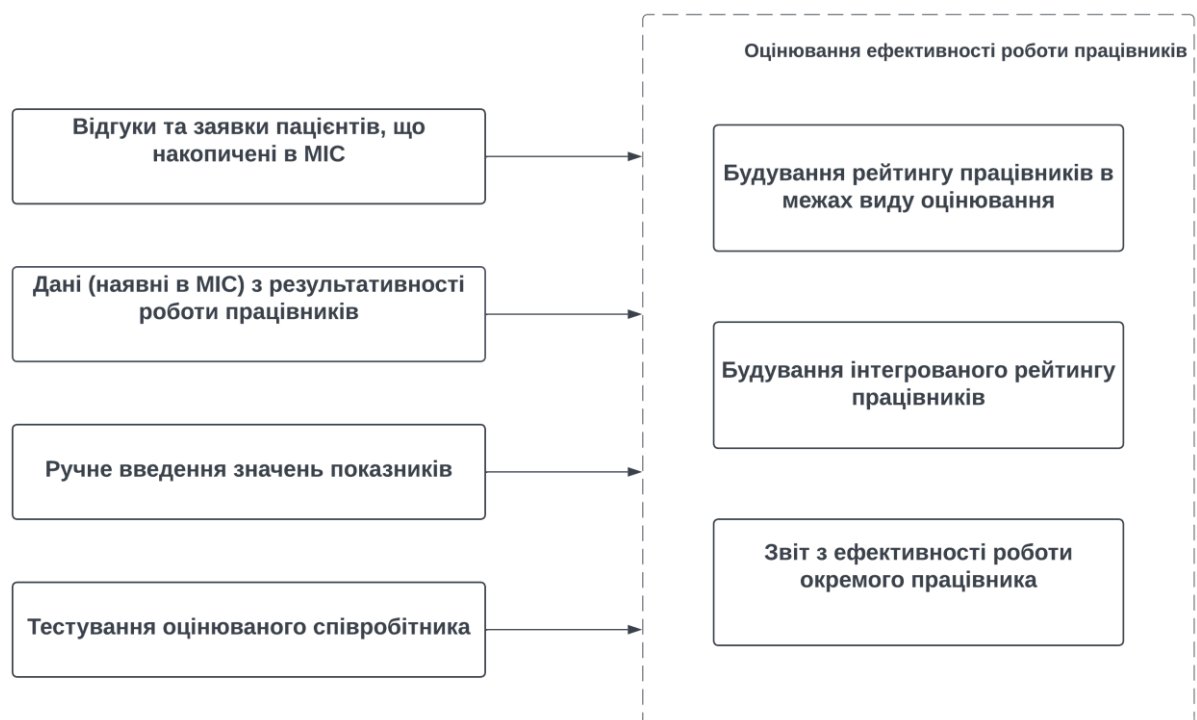 Оцінювання ефективності роботи працівників
Відгуки та заявки пацієнтів, що
накопичені в МІС
Дані (наявні в МІС) з результативності
роботи працівників
Ручне введення значень показників
Тестування оцінюваного співробітника
Будування рейтингу працівників в
межах виду оцінювання
Будування інтегрованого рейтингу
працівників
Звіт з ефективності роботи
окремого працівника